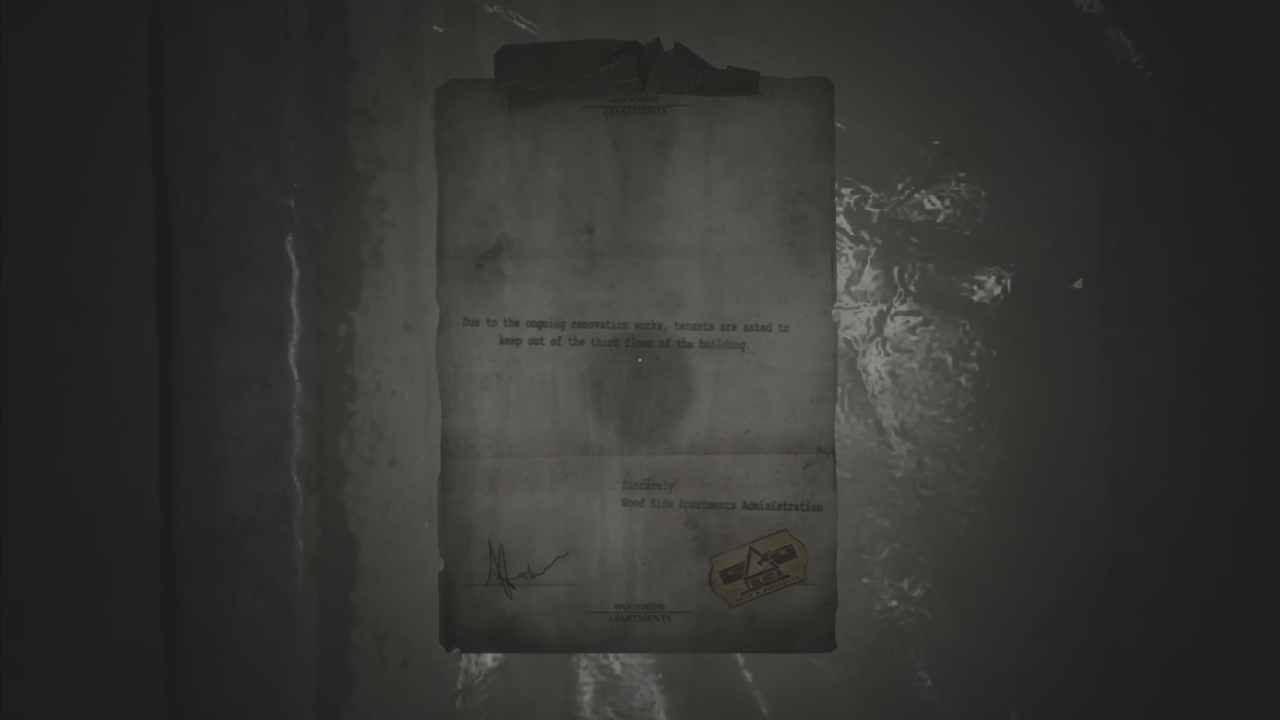 WOODSIDE
APARTMENTS
Due to the ongoing renovation works, tenants are asked to
keep out of the third floor of the building.
Sincerely,
Wood Side Apartments Administration
TOLUCA
WOODSIDE
APARTMENTS